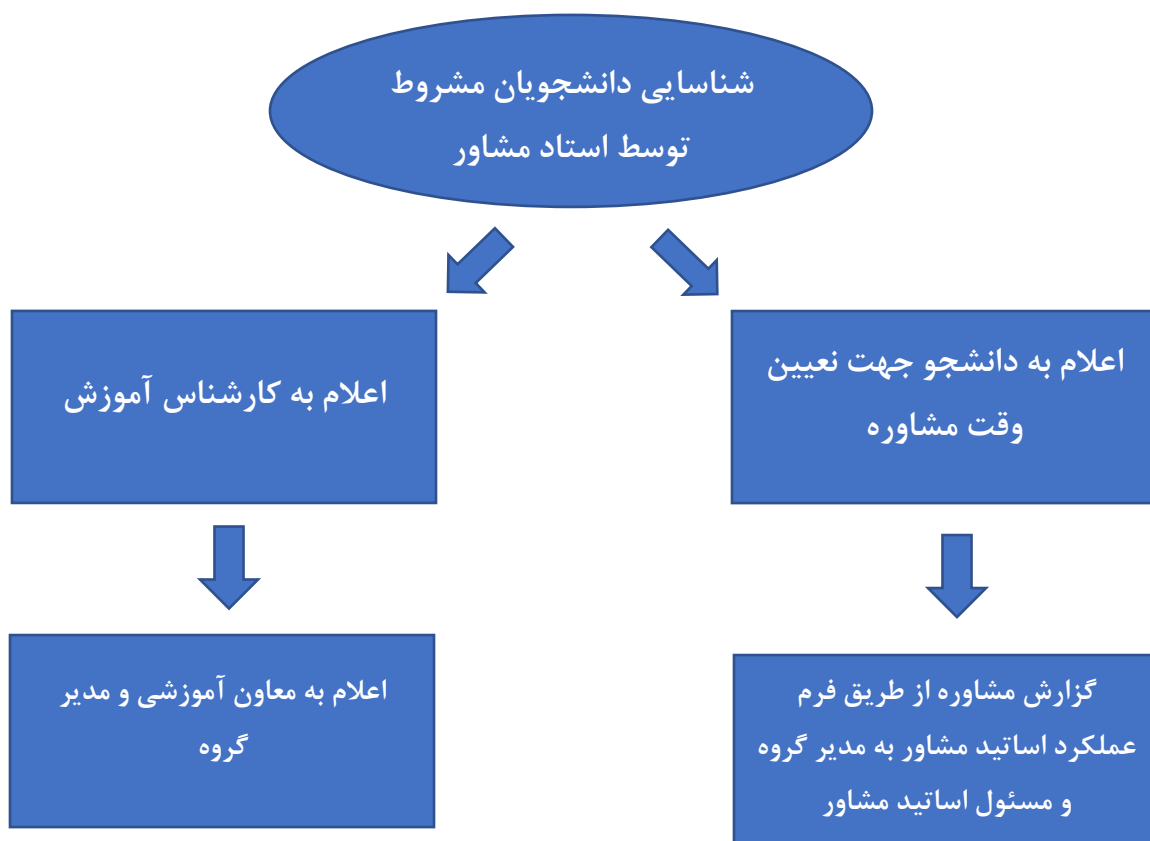 شناسایی دانشجویان مشروط
توسط استاد مشاور
اعلام به دانشجو جهت نعیین
وقت مشاوره
اعلام به کارشناس آموزش
گزارش مشاوره از طریق فرم
عملکرد اساتید مشاور به مدیر گروه
و مسئول اساتید مشاور
اعلام به معاون آموزشی و مدیر
گروه